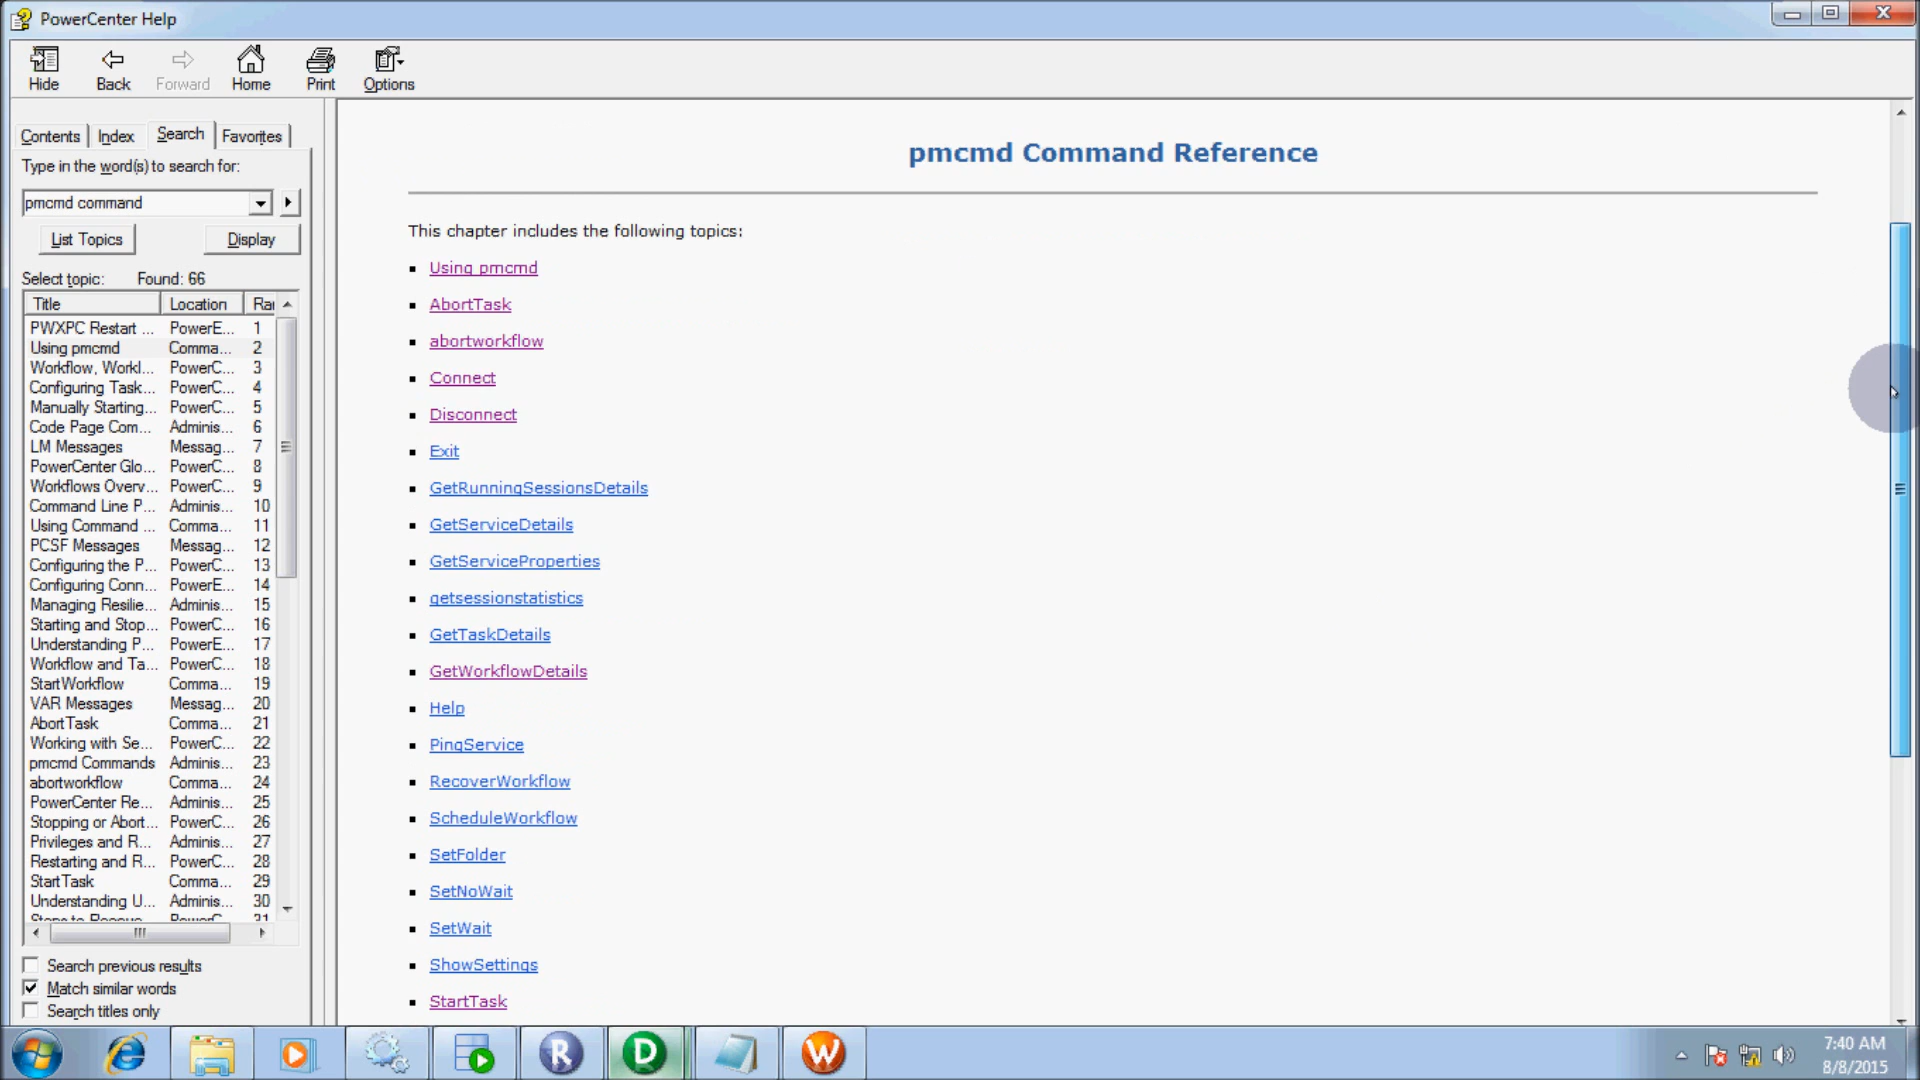 PowerCenter Help
Hide Back Forward Home Print Options
Contents Index Search Favorites
Type in the word(s) to search for:
pmcmd command
List Topics Display
Select topic: Found: 66
Title Location Rai
PWXPC Restart ... PowerE... 1
Using pmcmd Comma... 2
Workflow, Workl... PowerC... 3
Configuring Task... PowerC... 4
Manually Starting... PowerC... 5
Code Page Com... Adminis... 6
LM Messages Messag... 7
PowerCenter Glo... PowerC... 8
Workflows Overv... PowerC... 9
Command Line P... Adminis... 10
Using Command ... Comma... 11
PCSF Messages Messag... 12
Configuring the P... PowerC... 13
Configuring Conn... PowerE... 14
Managing Resilie... Adminis... 15
Starting and Stop... PowerC... 16
Understanding P... PowerE... 17
Workflow and Ta... PowerC... 18
StartWorkflow Comma... 19
VAR Messages Messag... 20
AbortTask Comma... 21
Working with Se... PowerC... 22
pmcmd Commands Adminis... 23
abortworkflow Comma... 24
PowerCenter Re... Adminis... 25
Stopping or Abort... PowerC... 26
Privileges and R... Adminis... 27
Restarting and R... PowerC... 28
StartTask Comma... 29
Understanding U... Adminis... 30
Search previous results
Match similar words
Search titles only
pmcmd Command Reference
This chapter includes the following topics:
Using pmcmd
AbortTask
abortworkflow
Connect
Disconnect
Exit
GetRunningSessionsDetails
GetServiceDetails
GetServiceProperties
getsessionstatistics
GetTaskDetails
GetWorkflowDetails
Help
PingService
RecoverWorkflow
ScheduleWorkflow
SetFolder
SetNoWait
SetWait
ShowSettings
StartTask
R D W
7:40 AM
8/8/2015